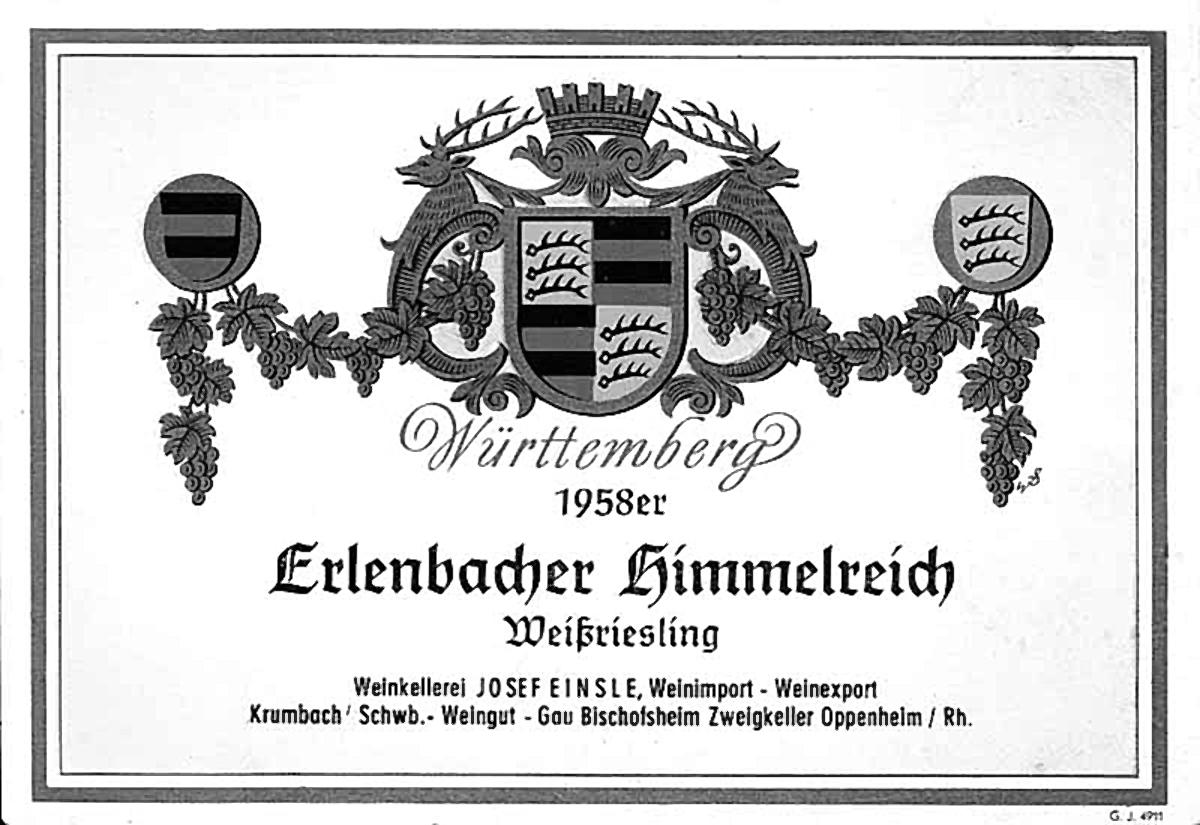 Württemberg
1958er
Erlenbacher Himmelreich
Weißriesling
Weinkellerei JOSEF EINSLE, Weinimport - Weinexport
Krumbach / Schwb. - Weingut - Gau Bischofsheim Zweigkeller Oppenheim / Rh.
G. J. 4911